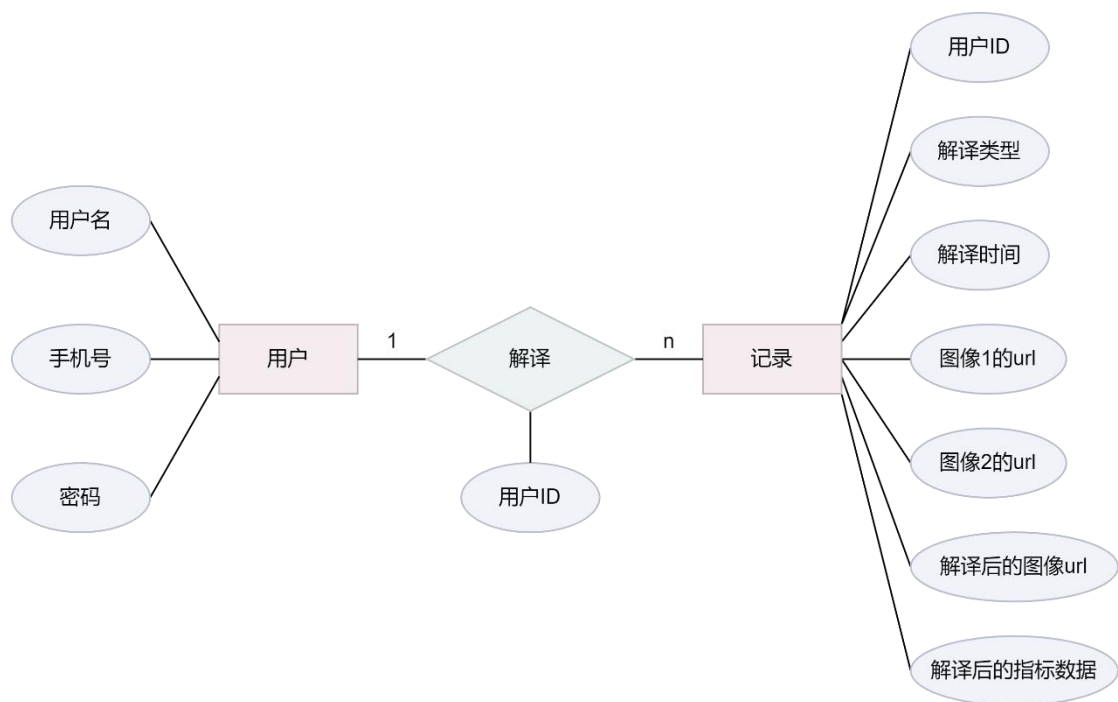 用户ID
解译类型
用户名
解译时间
手机号
用户
1
解译
n
记录
图像1的url
图像2的url
密码
用户ID
解译后的图像url
解译后的指标数据